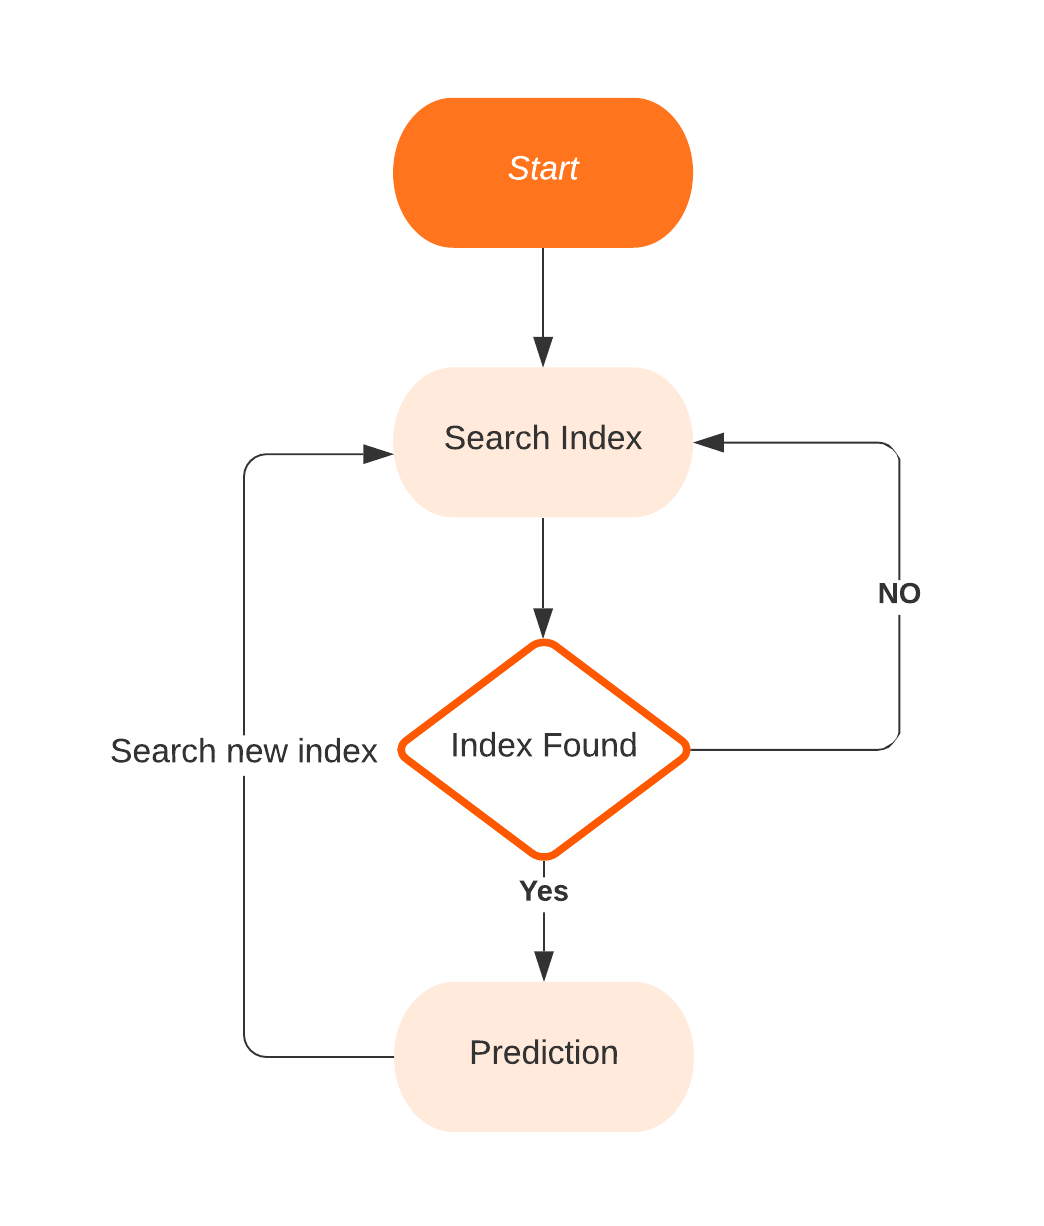 Start
Search Index
NO
Search new index
Index Found
Yes
Prediction